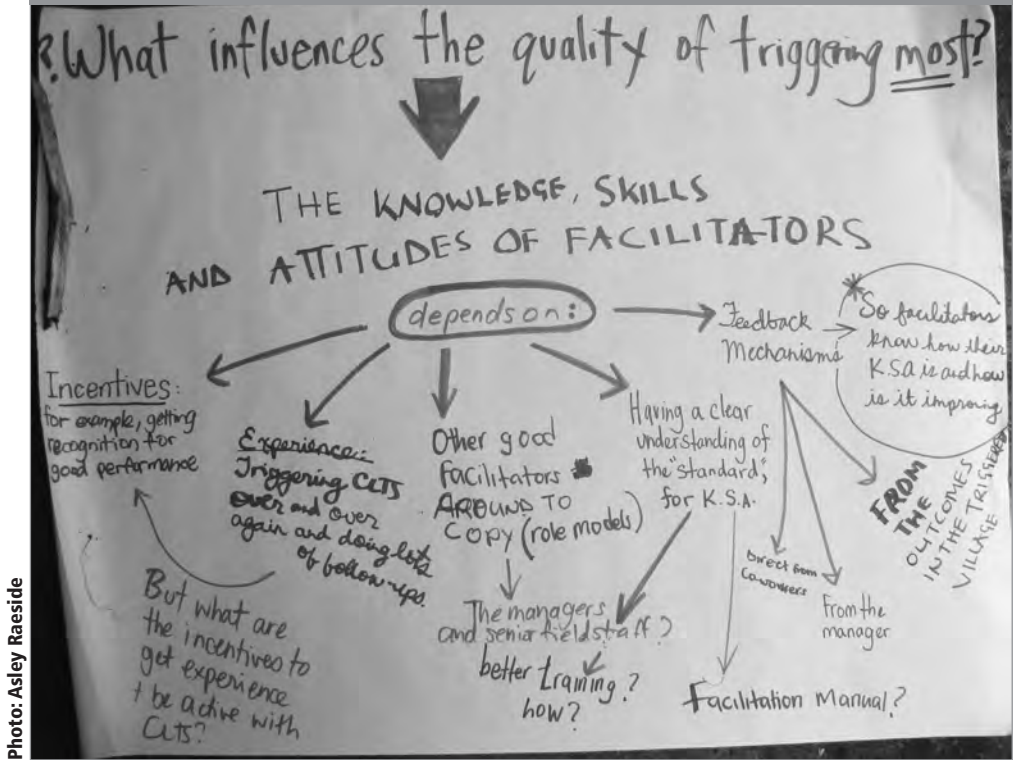 ?What influences the quality of triggering most?
THE KNOWLEDGE, SKILLS
AND ATTITUDES OF FACILITATORS
depends on:
Incentives:
for example, getting
recognition for
good performance
Experience:
Triggering CLTS
over and over
again and doing lots
of follow-ups.
But what are
the incentives to
get experience
+ be active with
CLTS?
Other good
facilitators
AROUND TO
COPY (role models)
The managers
and senior field staff?
better training?
how?
Having a clear
understanding of
the "standard",
for K.S.A.
Facilitation Manual?
Feedback
Mechanisms
*So facilitators
know how their
K.S.A is and how
is it improving
Direct from
Co-workers
From the
manager
FROM
THE
OUTCOMES
IN THE TRIGGERED
VILLAGE
Photo: Asley Raeside